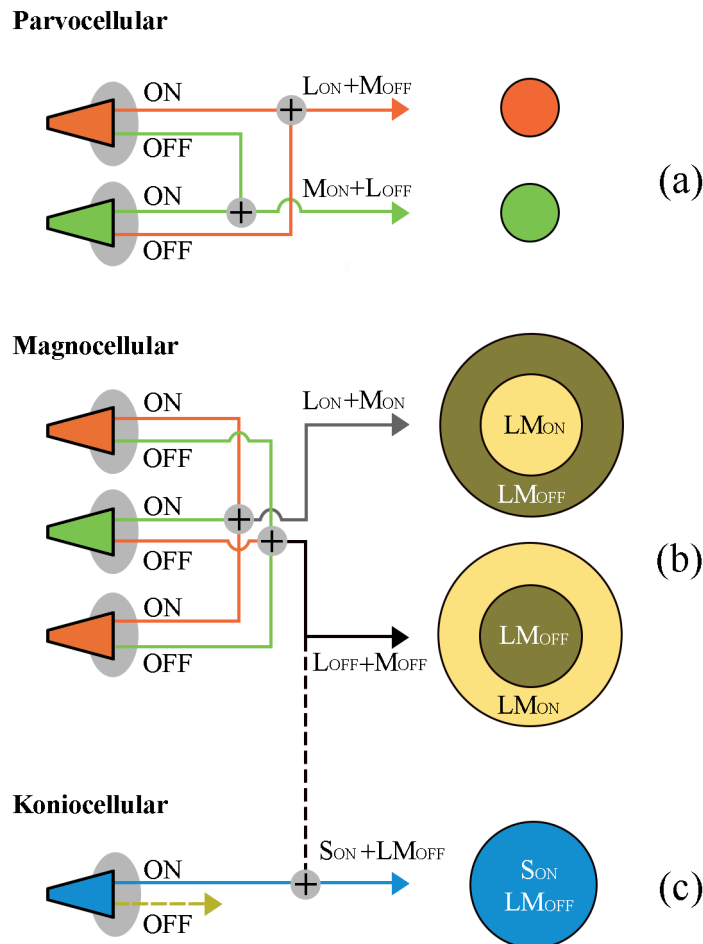 Parvocellular
ON
LON+MOFF
OFF
(a)
ON
MON+LOFF
OFF
Magnocellular
ON
LON+MON
OFF
LMON
LMOFF
ON
OFF
(b)
ON
LMOFF
OFF
LOFF+MOFF
LMON
Koniocellular
ON
SON+LMOFF
OFF
SON
LMOFF
(c)